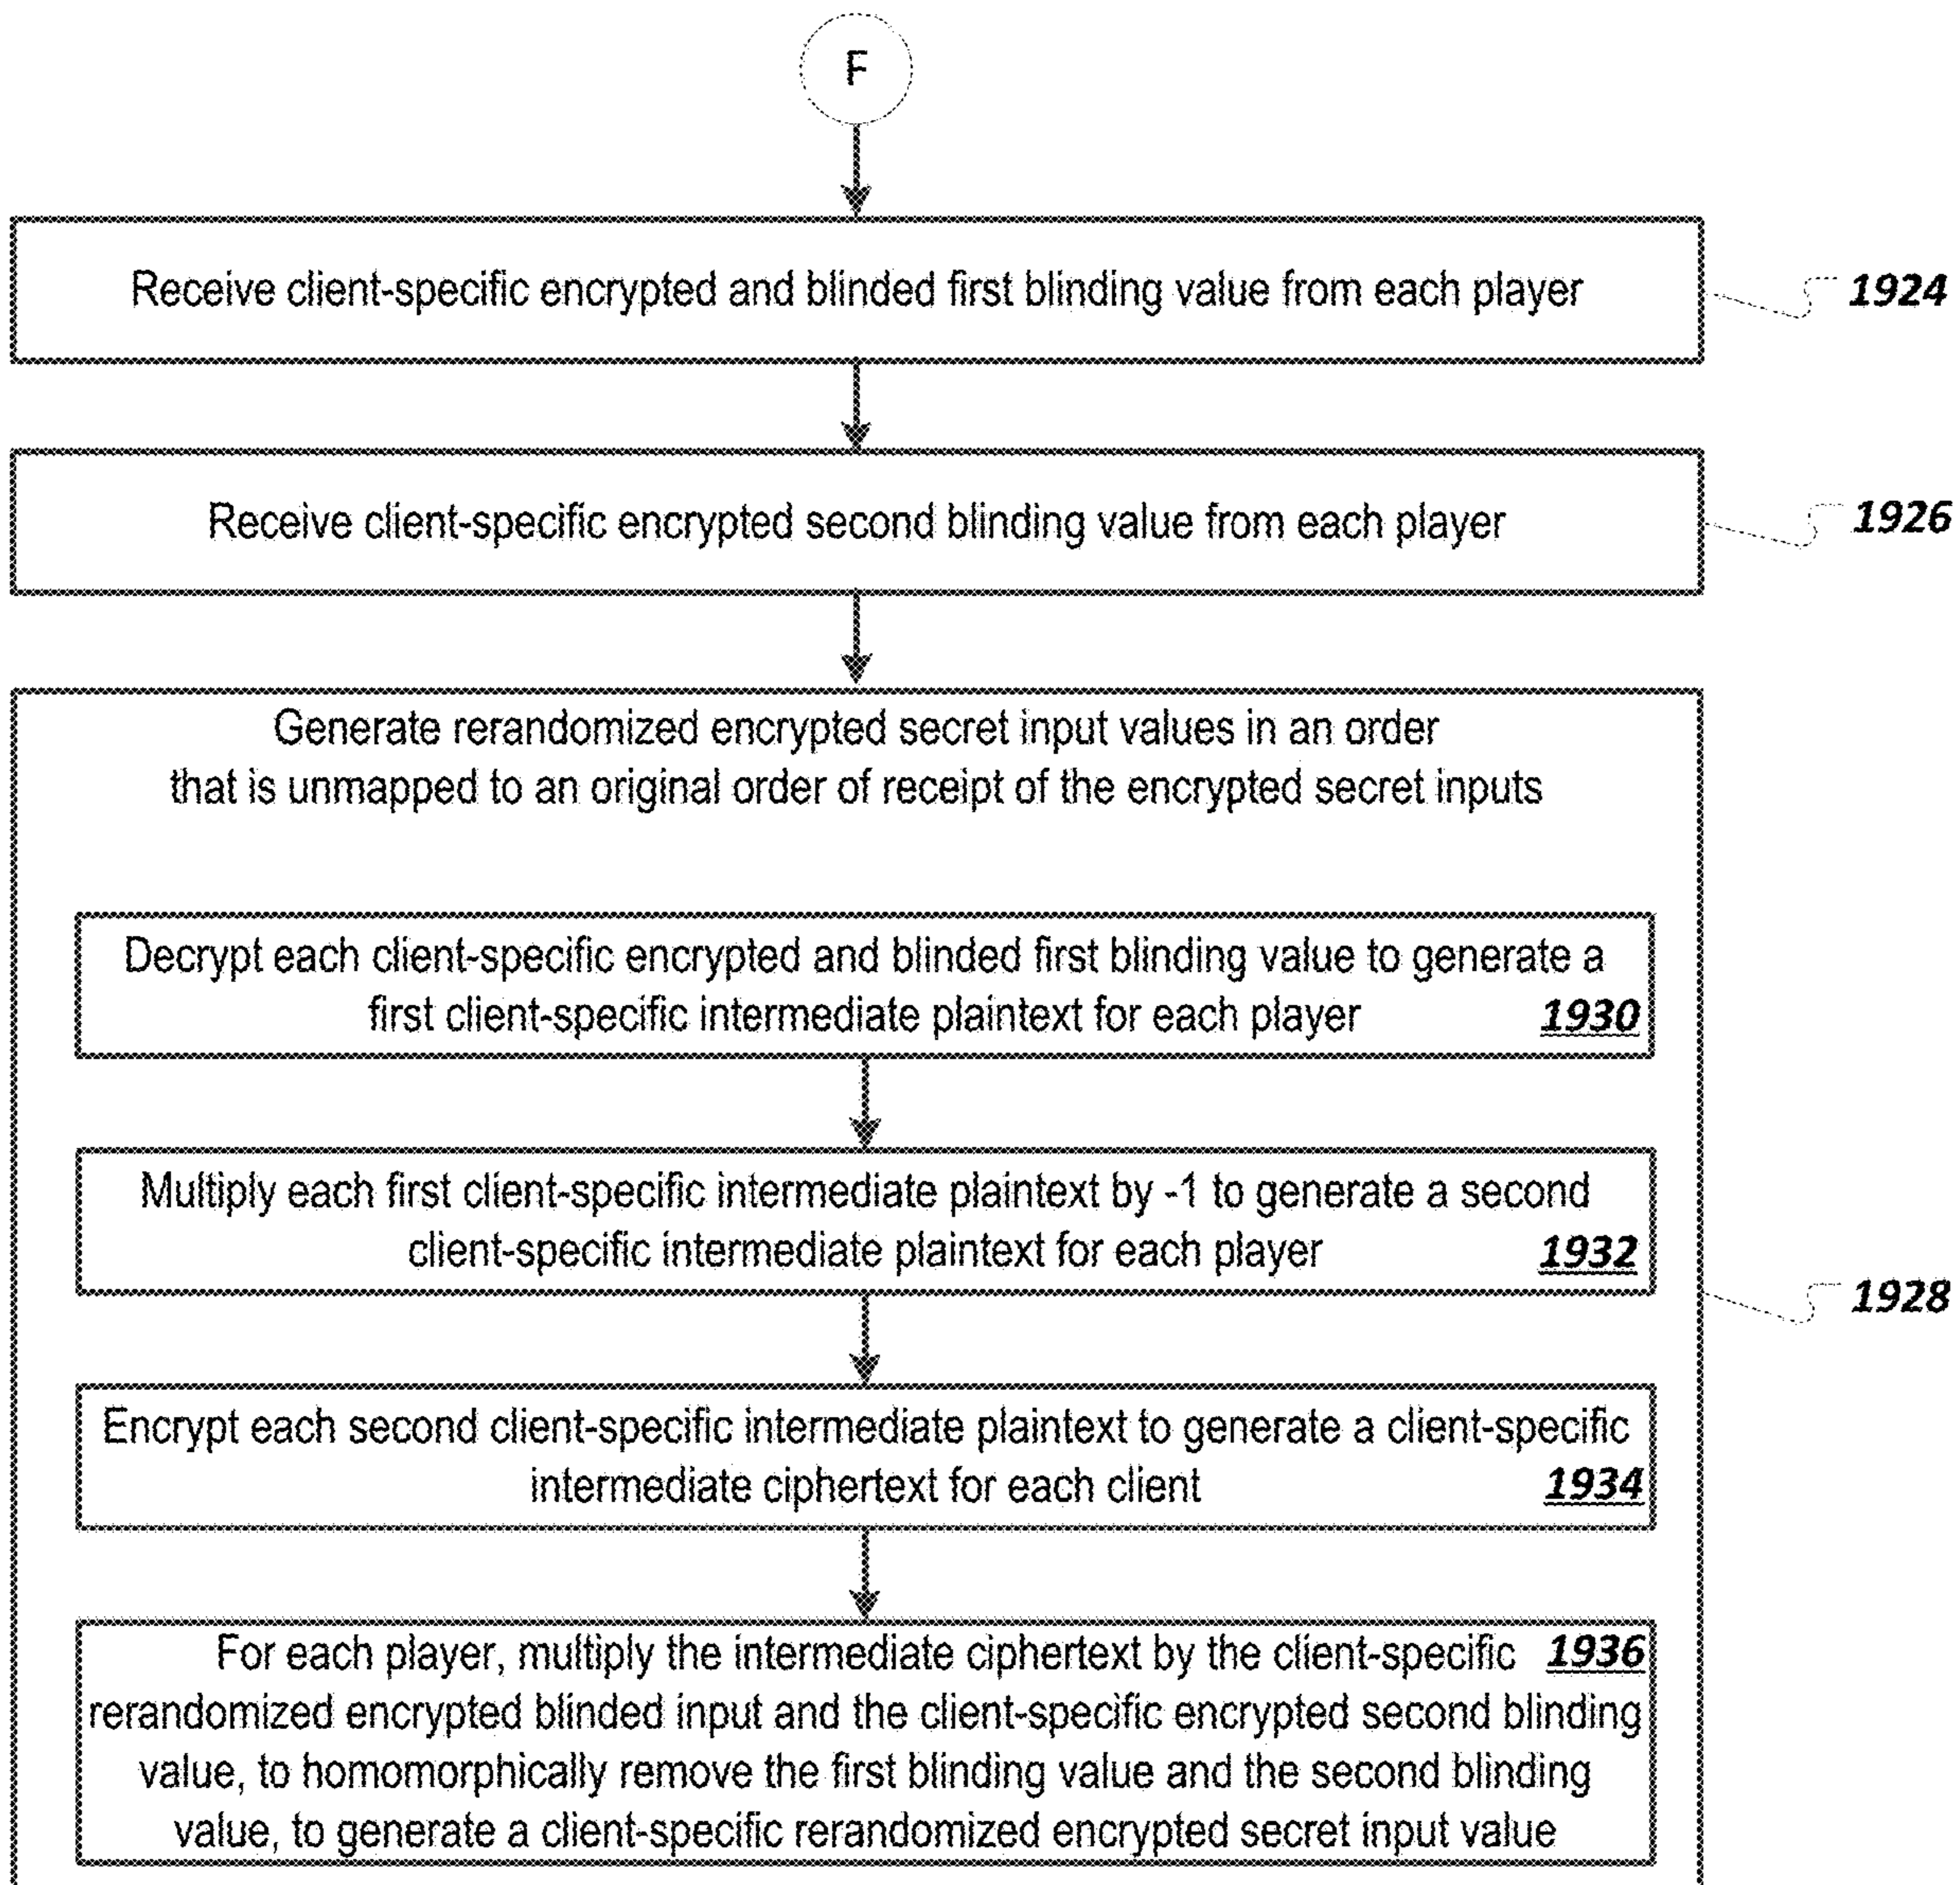 F
Receive client-specific encrypted and blinded first blinding value from each player
1924
Receive client-specific encrypted second blinding value from each player
1926
Generate rerandomized encrypted secret input values in an order
that is unmapped to an original order of receipt of the encrypted secret inputs
Decrypt each client-specific encrypted and blinded first blinding value to generate a
first client-specific intermediate plaintext for each player 1930
Multiply each first client-specific intermediate plaintext by -1 to generate a second
client-specific intermediate plaintext for each player 1932
1928
Encrypt each second client-specific intermediate plaintext to generate a client-specific
intermediate ciphertext for each client 1934
For each player, multiply the intermediate ciphertext by the client-specific 1936
rerandomized encrypted blinded input and the client-specific encrypted second blinding
value, to homomorphically remove the first blinding value and the second blinding
value, to generate a client-specific rerandomized encrypted secret input value